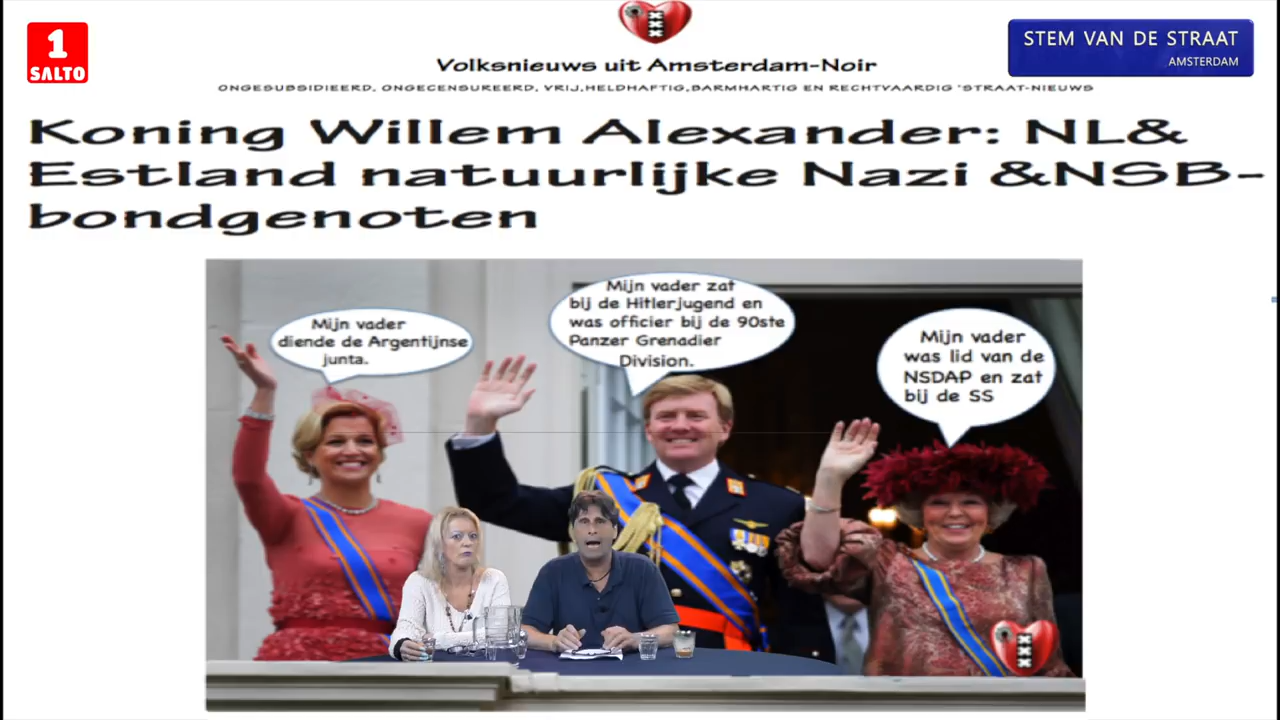 1
SALTO
STEM VAN DE STRAAT
AMSTERDAM
Volksnieuws uit Amsterdam-Noir
ONGESUBSIDIEERD, ONGECENSUREERD, VRIJ,HELDHAFTIG,BARMHARTIG EN RECHTVAARDIG 'STRAAT-NIEUWS
Koning Willem Alexander: NL&
Estland natuurlijke Nazi &NSB-
bondgenoten
Mijn vader
diende de Argentijnse
junta.
Mijn vader zat
bij de Hitlerjugend en
was officier bij de 90ste
Panzer Grenadier
Division.
Mijn vader
was lid van de
NSDAP en zat
bij de SS